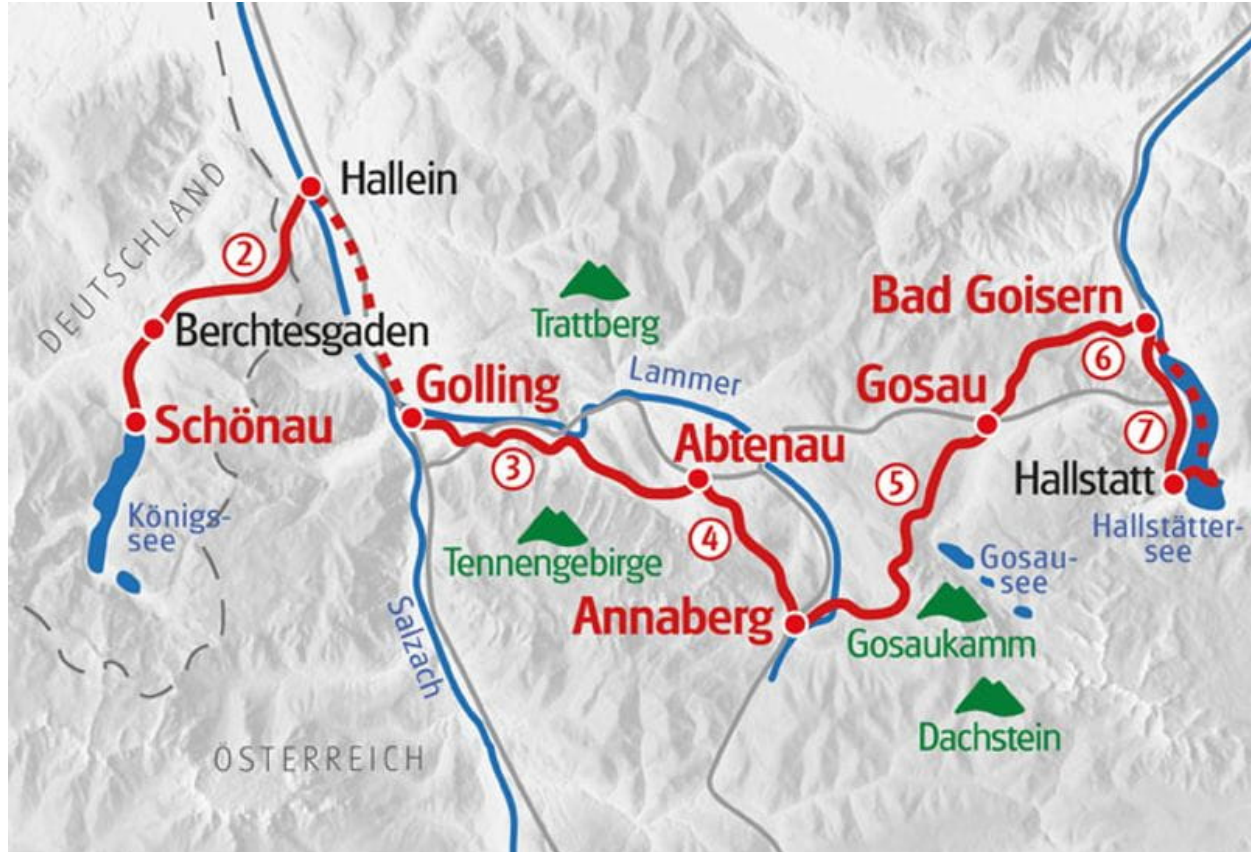 Hallein
DEUTSCHLAND
②
Berchtesgaden
Trattberg
Bad Goisern
⑥
Golling
Lammer
Gosau
Schönau
Abtenau
⑦
③
⑤
Hallstatt
Königs-
see
④
Hallstätter-
see
Tennengebirge
Gosau-
see
Annaberg
Salzach
Gosaukamm
ÖSTERREICH
Dachstein